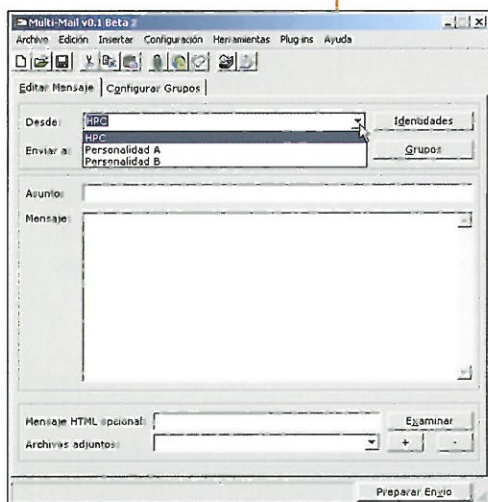 Multi-Mail v0.1 Beta 2
Archivo Edición Insertar Configuración Herramientas Plug-ins Ayuda
Editar Mensaje Configurar Grupos
Desde: HPC Identidades
HPC
Enviar a: Personalidad A Grupos
Personalidad B
Asunto:
Mensaje:
Mensaje HTML opcional: Examinar
Archivos adjuntos: + -
Preparar Envío